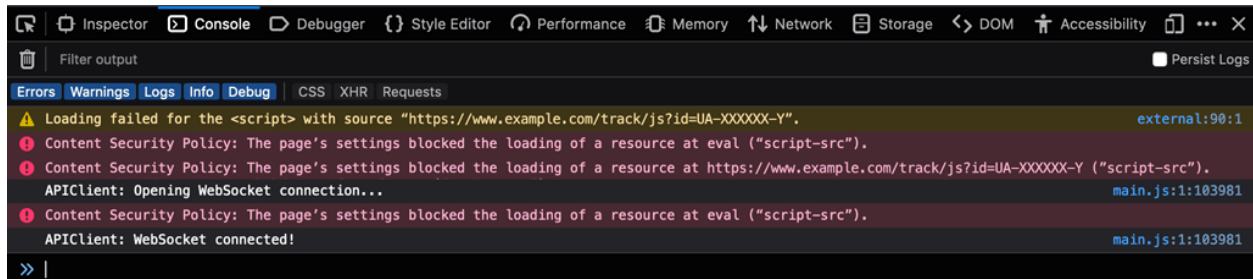 Inspector Console Debugger {} Style Editor Performance Memory Network Storage DOM Accessibility
Filter output Persist Logs
Errors Warnings Logs Info Debug CSS XHR Requests
Loading failed for the <script> with source “https://www.example.com/track/js?id=UA-XXXXXX-Y”. external:90:1
Content Security Policy: The page’s settings blocked the loading of a resource at eval (“script-src”).
Content Security Policy: The page’s settings blocked the loading of a resource at https://www.example.com/track/js?id=UA-XXXXXX-Y (“script-src”).
APIClient: Opening WebSocket connection... main.js:1:103981
Content Security Policy: The page’s settings blocked the loading of a resource at eval (“script-src”).
APIClient: WebSocket connected! main.js:1:103981